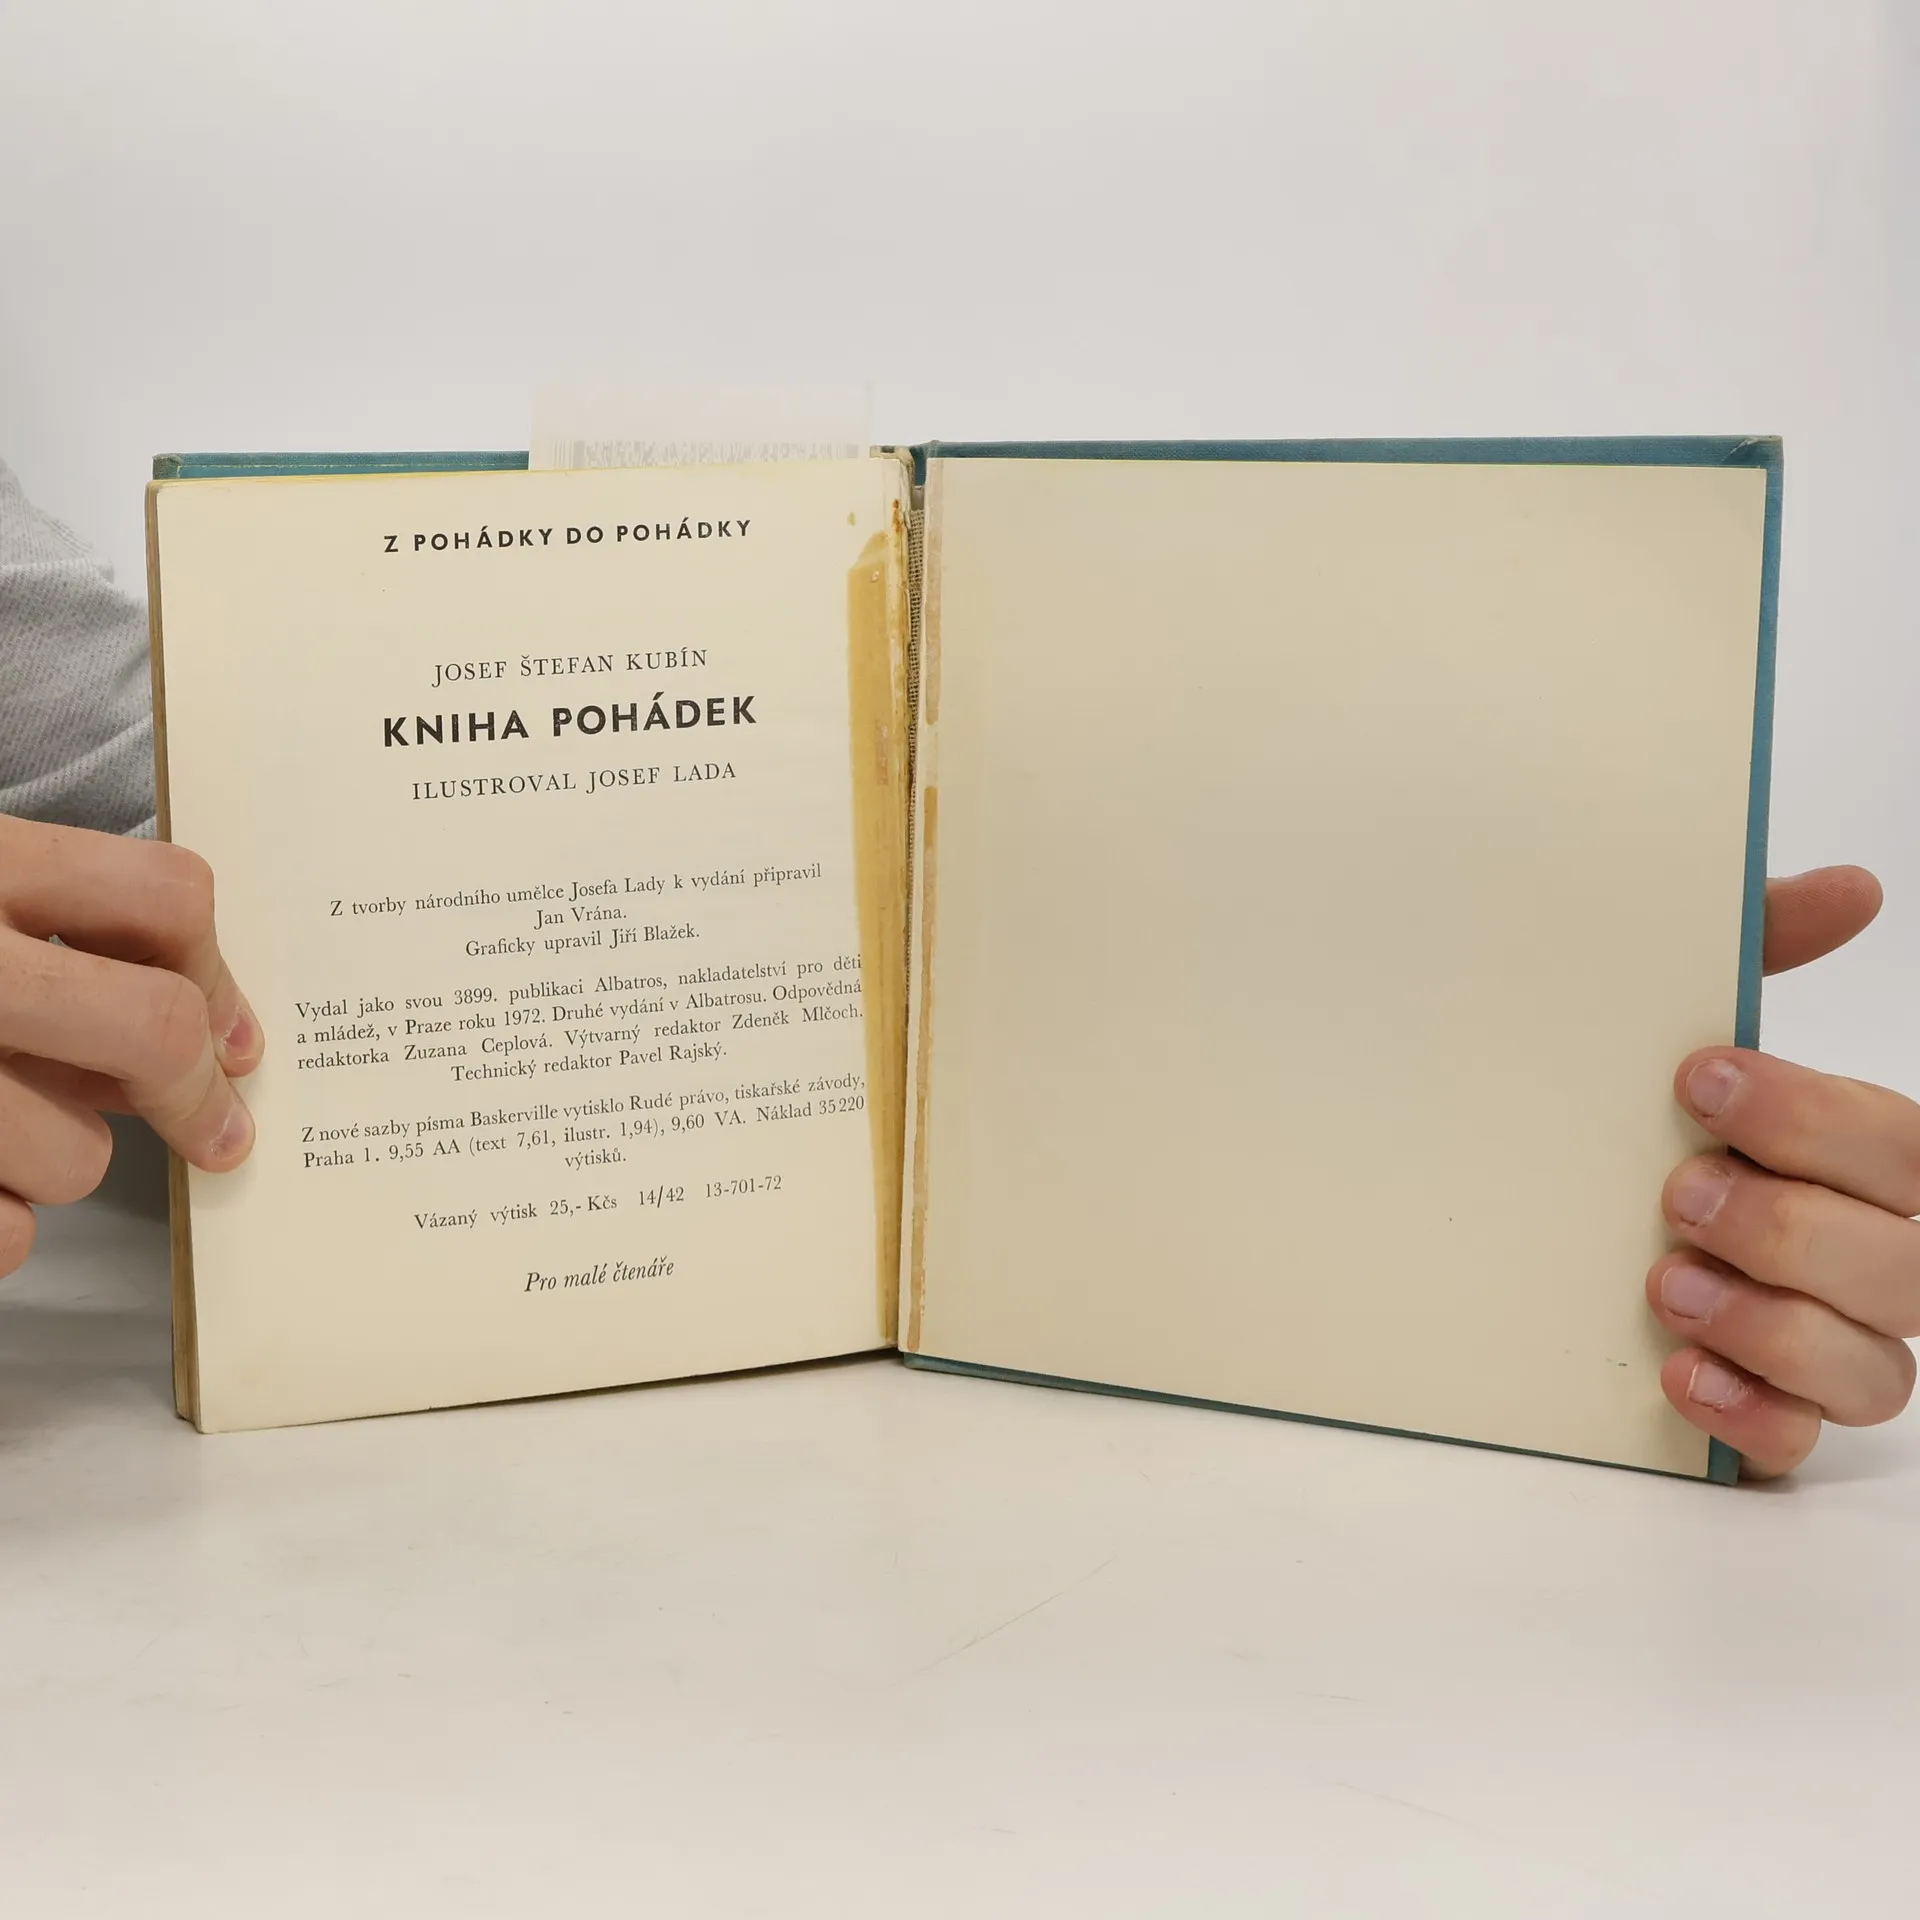 Z POHÁDKY DO POHÁDKY
JOSEF ŠTEFAN KUBÍN
KNIHA POHÁDEK
ILUSTROVAL JOSEF LADA
Z tvorby národního umělce Josefa Lady k vydání připravil
Jan Vrána.
Graficky upravil Jiří Blažek.
Vydal jako svou 3899. publikaci Albatros, nakladatelství pro děti
a mládež, v Praze roku 1972. Druhé vydání v Albatrosu. Odpovědná
redaktorka Zuzana Ceplová. Výtvarný redaktor Zdeněk Mlčoch.
Technický redaktor Pavel Rajský.
Z nové sazby písma Baskerville vytisklo Rudé právo, tiskařské závody,
Praha 1. 9,55 AA (text 7,61, ilustr. 1,94), 9,60 VA. Náklad 35 220
výtisků.
Vázaný výtisk 25,- Kčs 14/42 13-701-72
Pro malé čtenáře